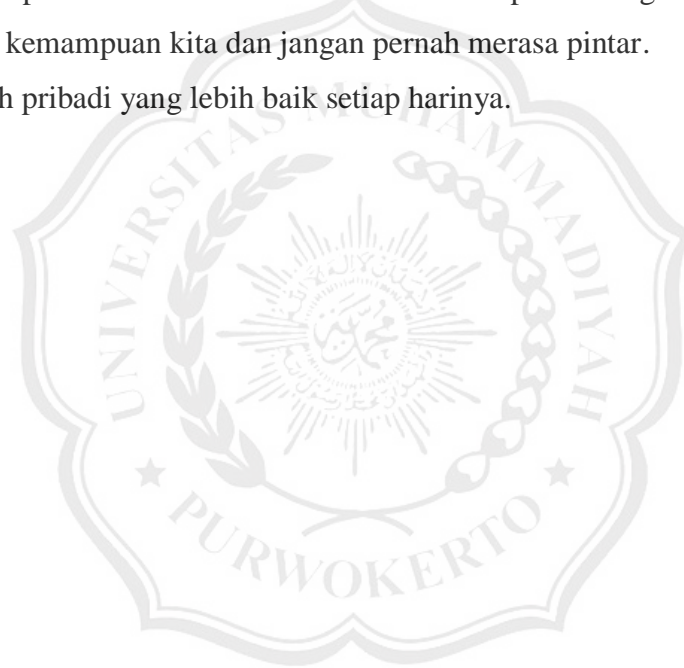 kemampuan kita dan jangan pernah merasa pintar.
h pribadi yang lebih baik setiap harinya.
UNIVERSITAS MUHAMMADIYAH
PURWOKERTO